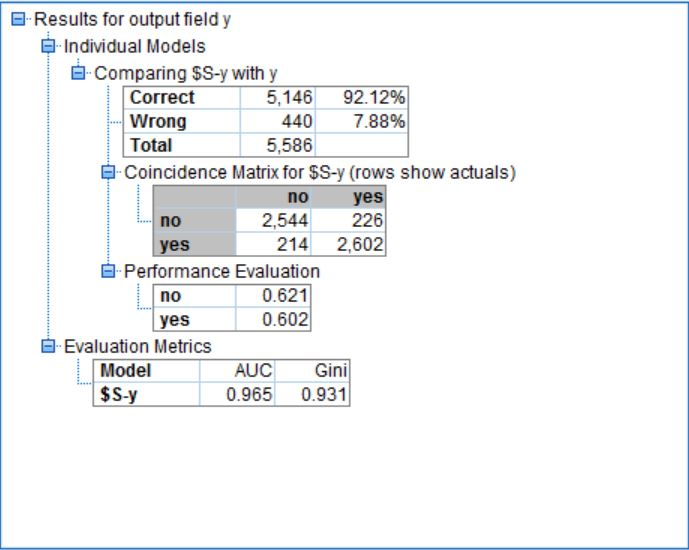 Results for output field y
Individual Models
Comparing $S-y with y
Correct 5,146 92.12%
Wrong 440 7.88%
Total 5,586
Coincidence Matrix for $S-y (rows show actuals)
no yes
no 2,544 226
yes 214 2,602
Performance Evaluation
no 0.621
yes 0.602
Evaluation Metrics
Model AUC Gini
$S-y 0.965 0.931